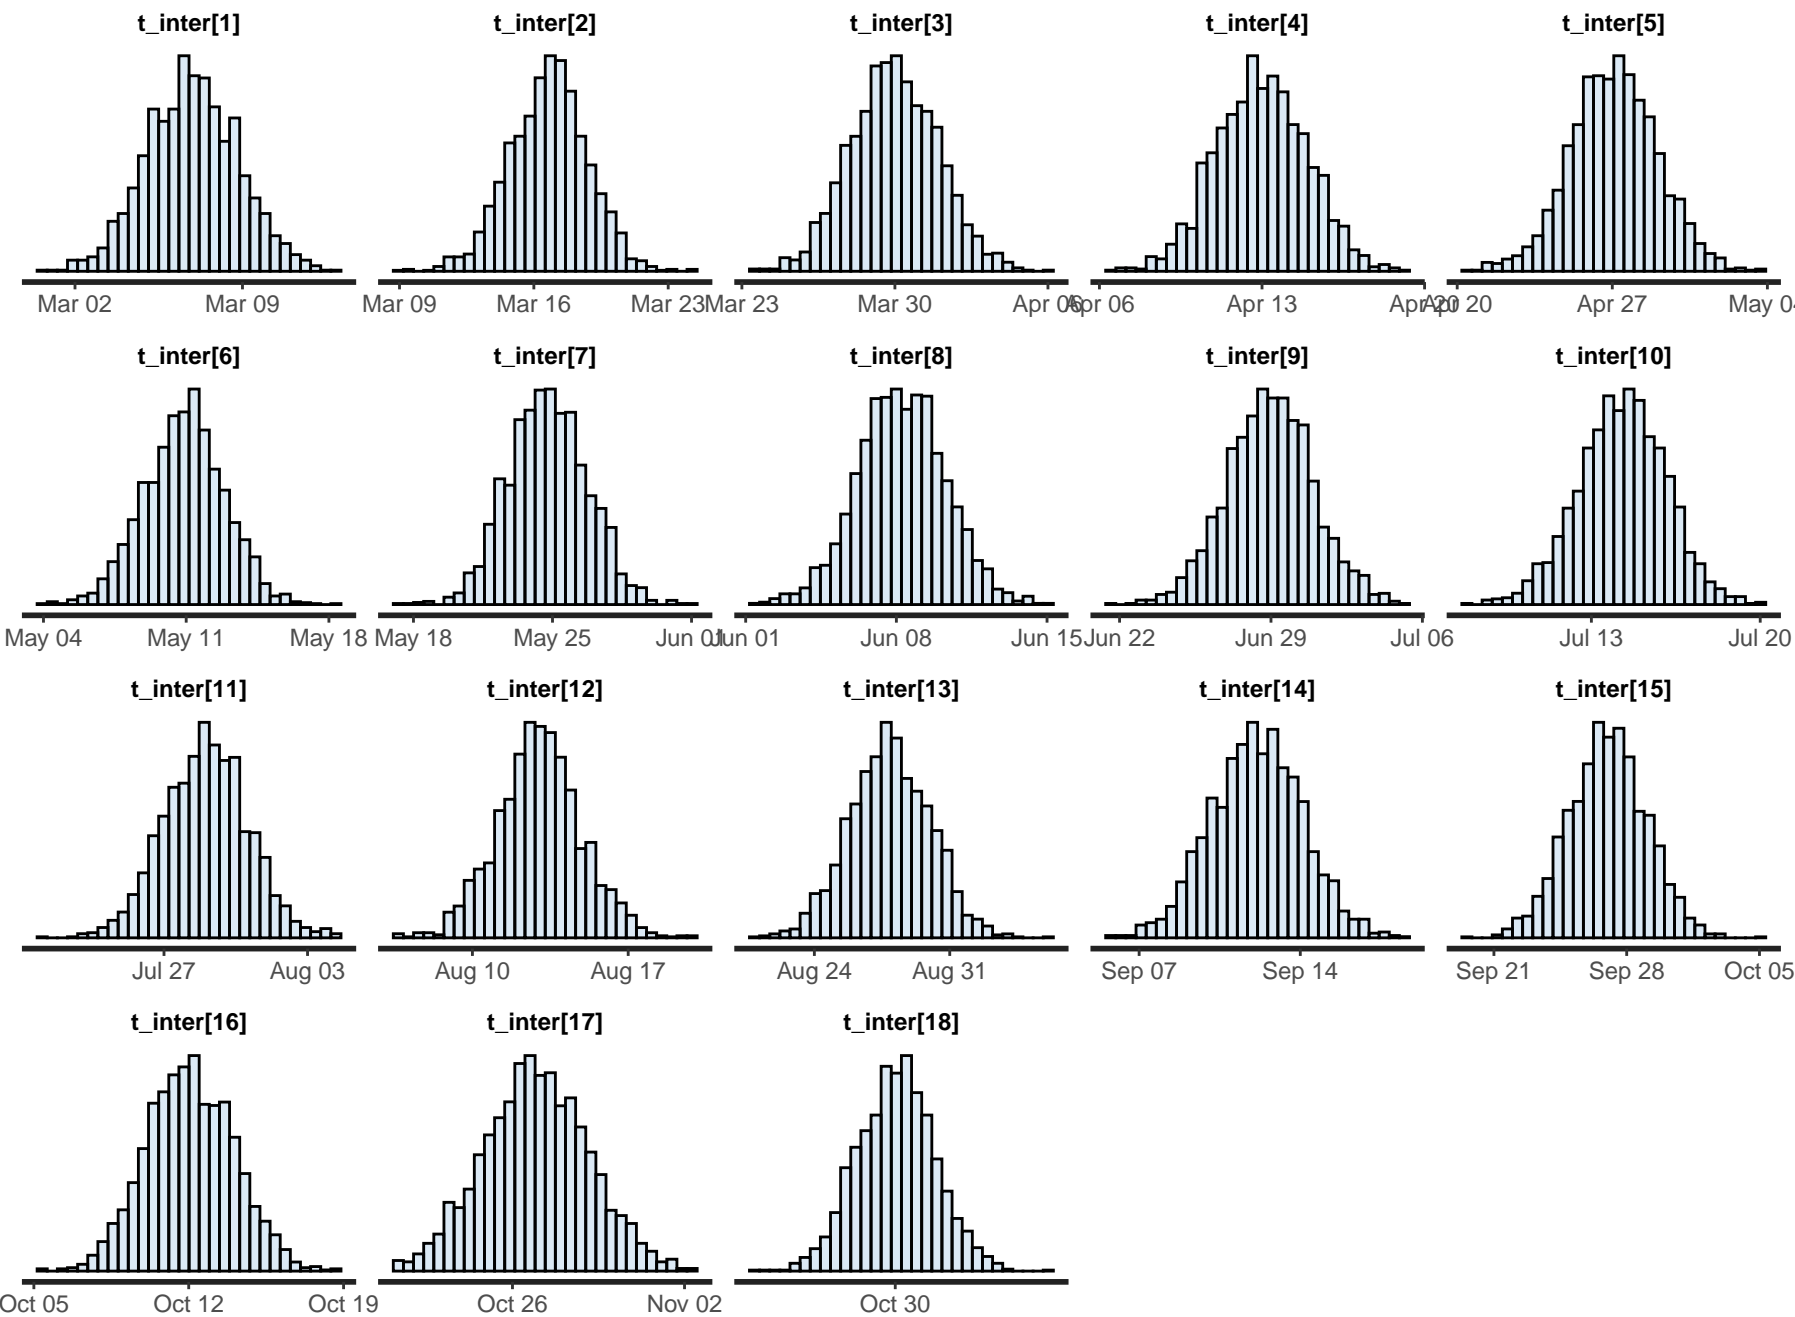 t_inter[1] t_inter[2] t_inter[3] t_inter[4] t_inter[5]
Mar 02 Mar 09 Mar 09 Mar 16 Mar 23 Mar 23 Mar 30 Apr 06 Apr 06 Apr 13 Apr 20 Apr 20 Apr 27 May 04
t_inter[6] t_inter[7] t_inter[8] t_inter[9] t_inter[10]
May 04 May 11 May 18 May 18 May 25 Jun 01 Jun 01 Jun 08 Jun 15 Jun 22 Jun 29 Jul 06 Jul 13 Jul 20
t_inter[11] t_inter[12] t_inter[13] t_inter[14] t_inter[15]
Jul 27 Aug 03 Aug 10 Aug 17 Aug 24 Aug 31 Sep 07 Sep 14 Sep 21 Sep 28 Oct 05
t_inter[16] t_inter[17] t_inter[18]
Oct 05 Oct 12 Oct 19 Oct 26 Nov 02 Oct 30